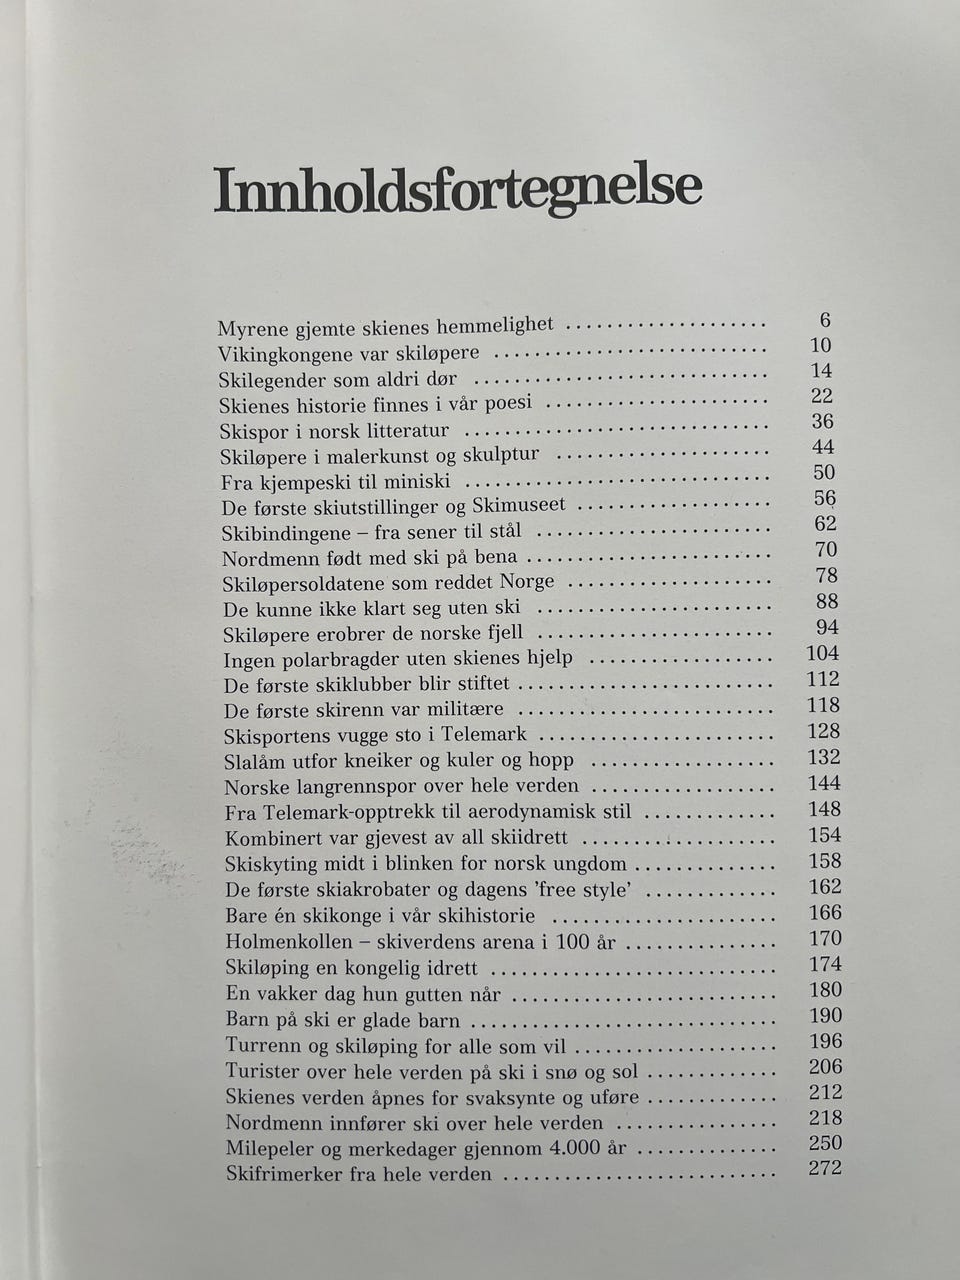 Innholdsfortegnelse
Myrene gjemte skienes hemmelighet .................... 6
Vikingkongene var skiløpere ........................... 10
Skilegender som aldri dør ............................. 14
Skienes historie finnes i vår poesi ...................... 22
Skispor i norsk litteratur .............................. 36
Skiløpere i malerkunst og skulptur ..................... 44
Fra kjempeski til miniski .............................. 50
De første skiutstillinger og Skimuseet ................... 56
Skibindingene – fra sener til stål ....................... 62
Nordmenn født med ski på bena ........................ 70
Skiløpersoldatene som reddet Norge .................... 78
De kunne ikke klart seg uten ski ....................... 88
Skiløpere erobrer de norske fjell ....................... 94
Ingen polarbragder uten skienes hjelp .................. 104
De første skiklubber blir stiftet ......................... 112
De første skirenn var militære ......................... 118
Skisportens vugge sto i Telemark ....................... 128
Slalåm utfor kneiker og kuler og hopp .................. 132
Norske langrennspor over hele verden .................. 144
Fra Telemark-opptrekk til aerodynamisk stil ............. 148
Kombinert var gjevest av all skiidrett ................... 154
Skiskyting midt i blinken for norsk ungdom .............. 158
De første skiakrobater og dagens ’free style’ ............. 162
Bare én skikonge i vår skihistorie ...................... 166
Holmenkollen – skiverdens arena i 100 år ............... 170
Skiløping en kongelig idrett ............................ 174
En vakker dag hun gutten når .......................... 180
Barn på ski er glade barn .............................. 190
Turrenn og skiløping for alle som vil .................... 196
Turister over hele verden på ski i snø og sol ............. 206
Skienes verden åpnes for svaksynte og uføre ............. 212
Nordmenn innfører ski over hele verden ................ 218
Milepeler og merkedager gjennom 4.000 år .............. 250
Skifrimerker fra hele verden ........................... 272